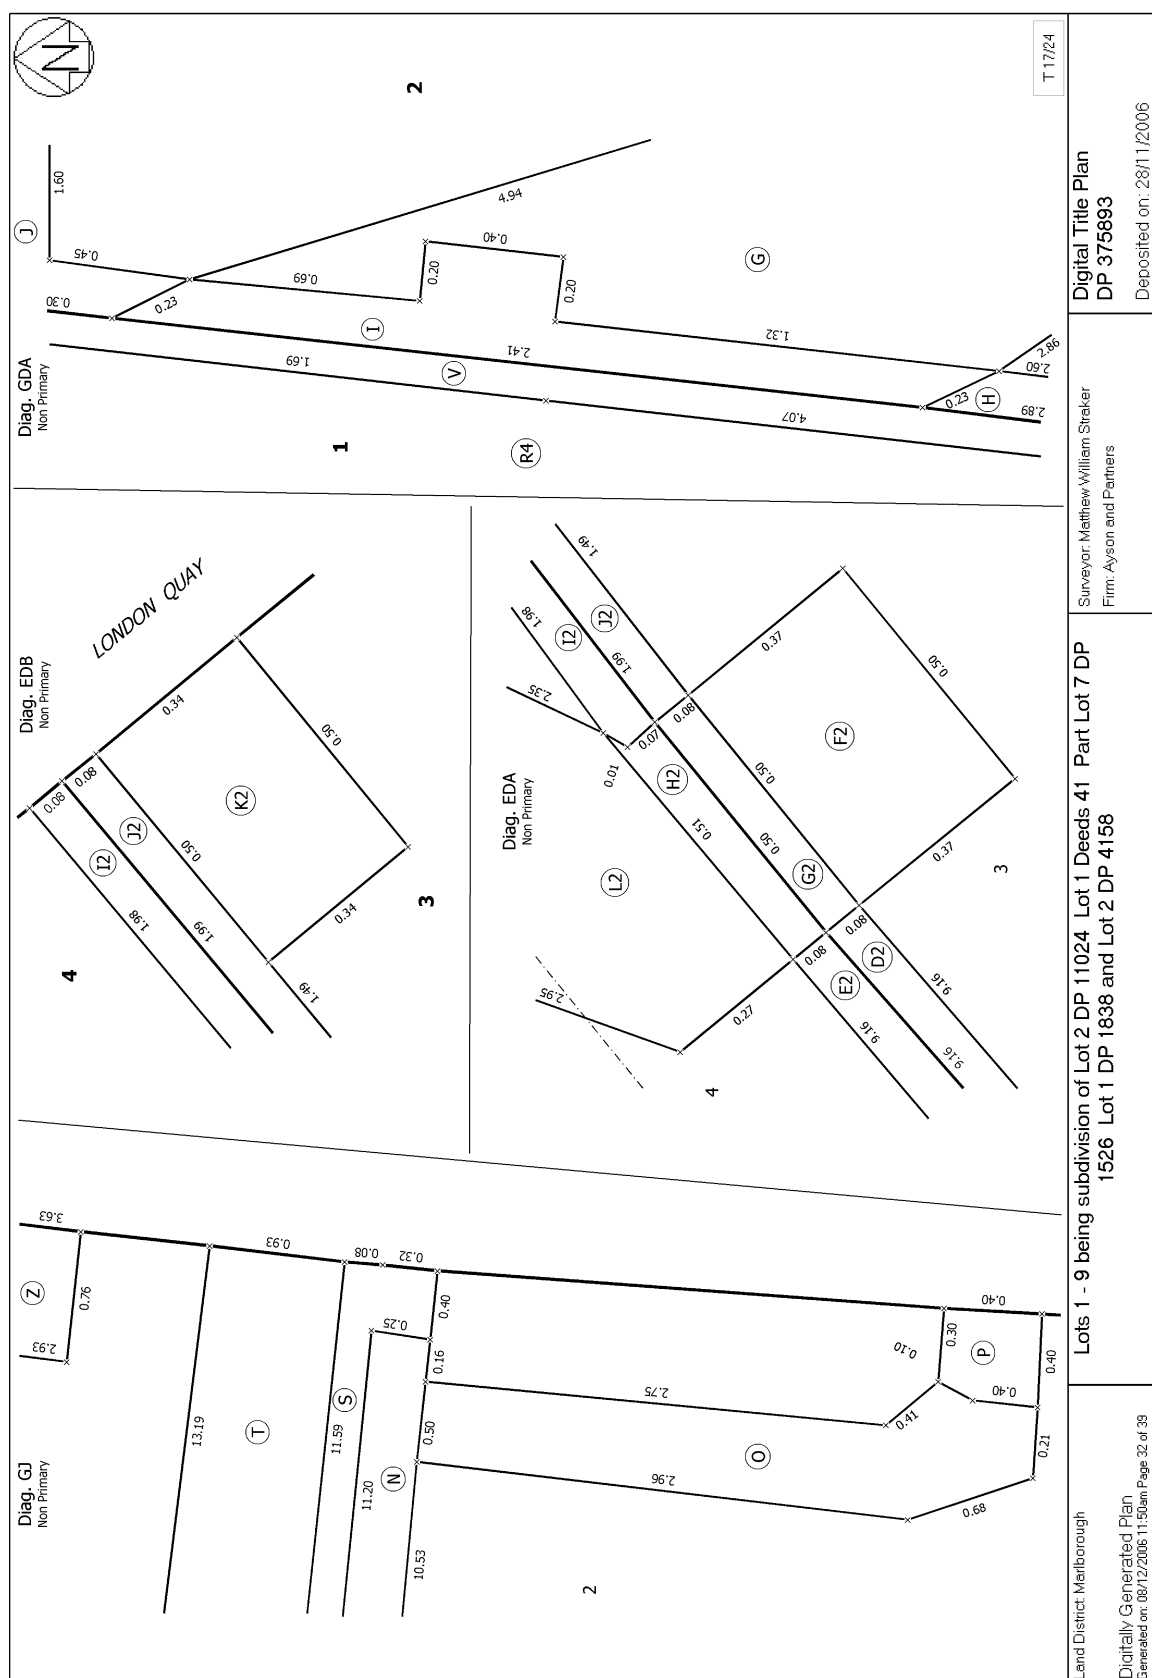 Diag. GJ
Non Primary
Z
3.63
2.93
0.76
13.19
0.93
T
11.59
S
0.08
0.32
0.25
0.40
0.16
11.20
N
0.50
10.53
2.75
2.96
O
0.10
0.41
0.30
P
0.40
0.40
0.40
0.21
0.68
2
Diag. EDB
Non Primary
LONDON QUAY
0.34
0.08
0.08
I2
J2
K2
0.50
0.50
0.34
1.98
1.99
1.49
4
3
Diag. EDA
Non Primary
2.35
1.98
I2
1.99
J2
1.49
0.01
0.07
0.08
0.37
H2
L2
0.51
0.50
0.50
F2
0.50
G2
0.37
2.95
0.27
0.08
0.08
E2
D2
9.16
9.16
9.16
4
3
Diag. GDA
Non Primary
N
J
1.60
0.45
0.30
0.23
0.69
4.94
2
0.20
0.40
0.20
I
1.69
V
2.41
1
R4
4.07
G
1.32
0.23
H
2.60
2.86
2.89
T 17/24
Land District: Marlborough
Digitally Generated Plan
Generated on: 08/12/2006 11:50am Page 32 of 39
Lots 1 - 9 being subdivision of Lot 2 DP 11024 Lot 1 Deeds 41 Part Lot 7 DP
1526 Lot 1 DP 1838 and Lot 2 DP 4158
Surveyor: Matthew William Straker
Firm: Ayson and Partners
Digital Title Plan
DP 375893
Deposited on: 28/11/2006